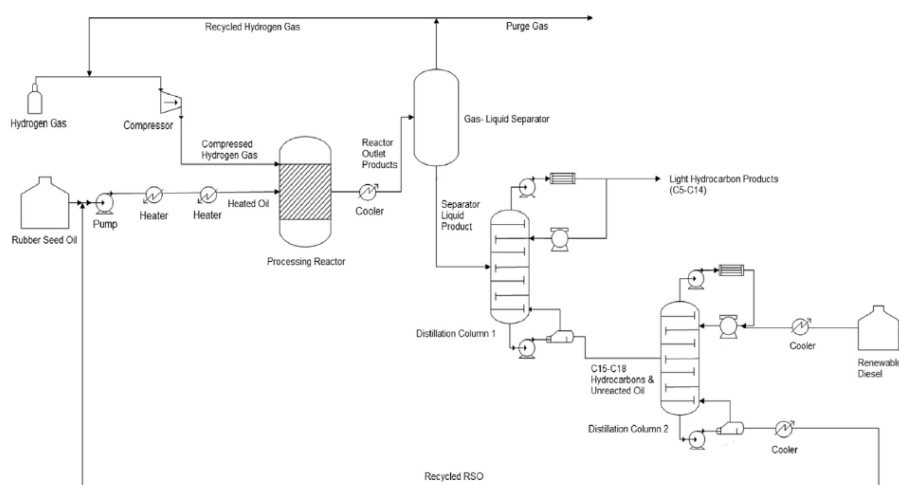 Recycled Hydrogen Gas
Purge Gas
Hydrogen Gas
Compressor
Gas- Liquid Separator
Compressed
Hydrogen Gas
Reactor
Outlet
Products
Light Hydrocarbon Products
(C5-C14)
Rubber Seed Oil
Pump
Heater
Heater
Heated Oil
Cooler
Processing Reactor
Separator
Liquid
Product
Distillation Column 1
C15-C18
Hydrocarbons &
Unreacted Oil
Cooler
Renewable
Diesel
Distillation Column 2
Cooler
Recycled RSO